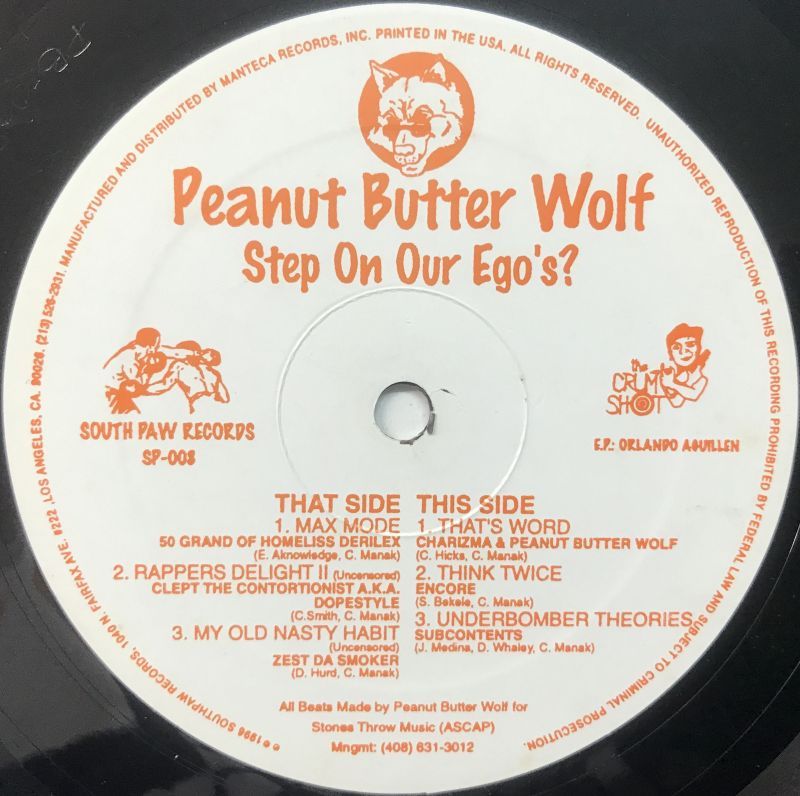 ℗ © 1996 SOUTHPAW RECORDS, 1040 N. FAIRFAX AVE. #222, LOS ANGELES, CA. 90026. (213) 526-2931. MANUFACTURED AND DISTRIBUTED BY MANTECA RECORDS, INC. PRINTED IN THE USA. ALL RIGHTS RESERVED. UNAUTHORIZED REPRODUCTION OF THIS RECORDING PROHIBITED BY FEDERAL LAW AND SUBJECT TO CRIMINAL PROSECUTION.
Peanut Butter Wolf
Step On Our Ego's?
SOUTH PAW RECORDS
SP-008
the
CRUMP
SHOT
E.P.: ORLANDO AGUILLEN
THAT SIDE
1. MAX MODE
50 GRAND OF HOMELISS DERILEX
(E. Aknowledge, C. Manak)
2. RAPPERS DELIGHT II (Uncensored)
CLEPT THE CONTORTIONIST A.K.A.
DOPESTYLE
(C.Smith, C. Manak)
3. MY OLD NASTY HABIT
(Uncensored)
ZEST DA SMOKER
(D. Hurd, C. Manak)
THIS SIDE
1. THAT'S WORD
CHARIZMA & PEANUT BUTTER WOLF
(C. Hicks, C. Manak)
2. THINK TWICE
ENCORE
(S. Bekele, C. Manak)
3. UNDERBOMBER THEORIES
SUBCONTENTS
(J. Medina, D. Whaley, C. Manak)
All Beats Made by Peanut Butter Wolf for
Stones Throw Music (ASCAP)
Mngmt: (408) 631-3012